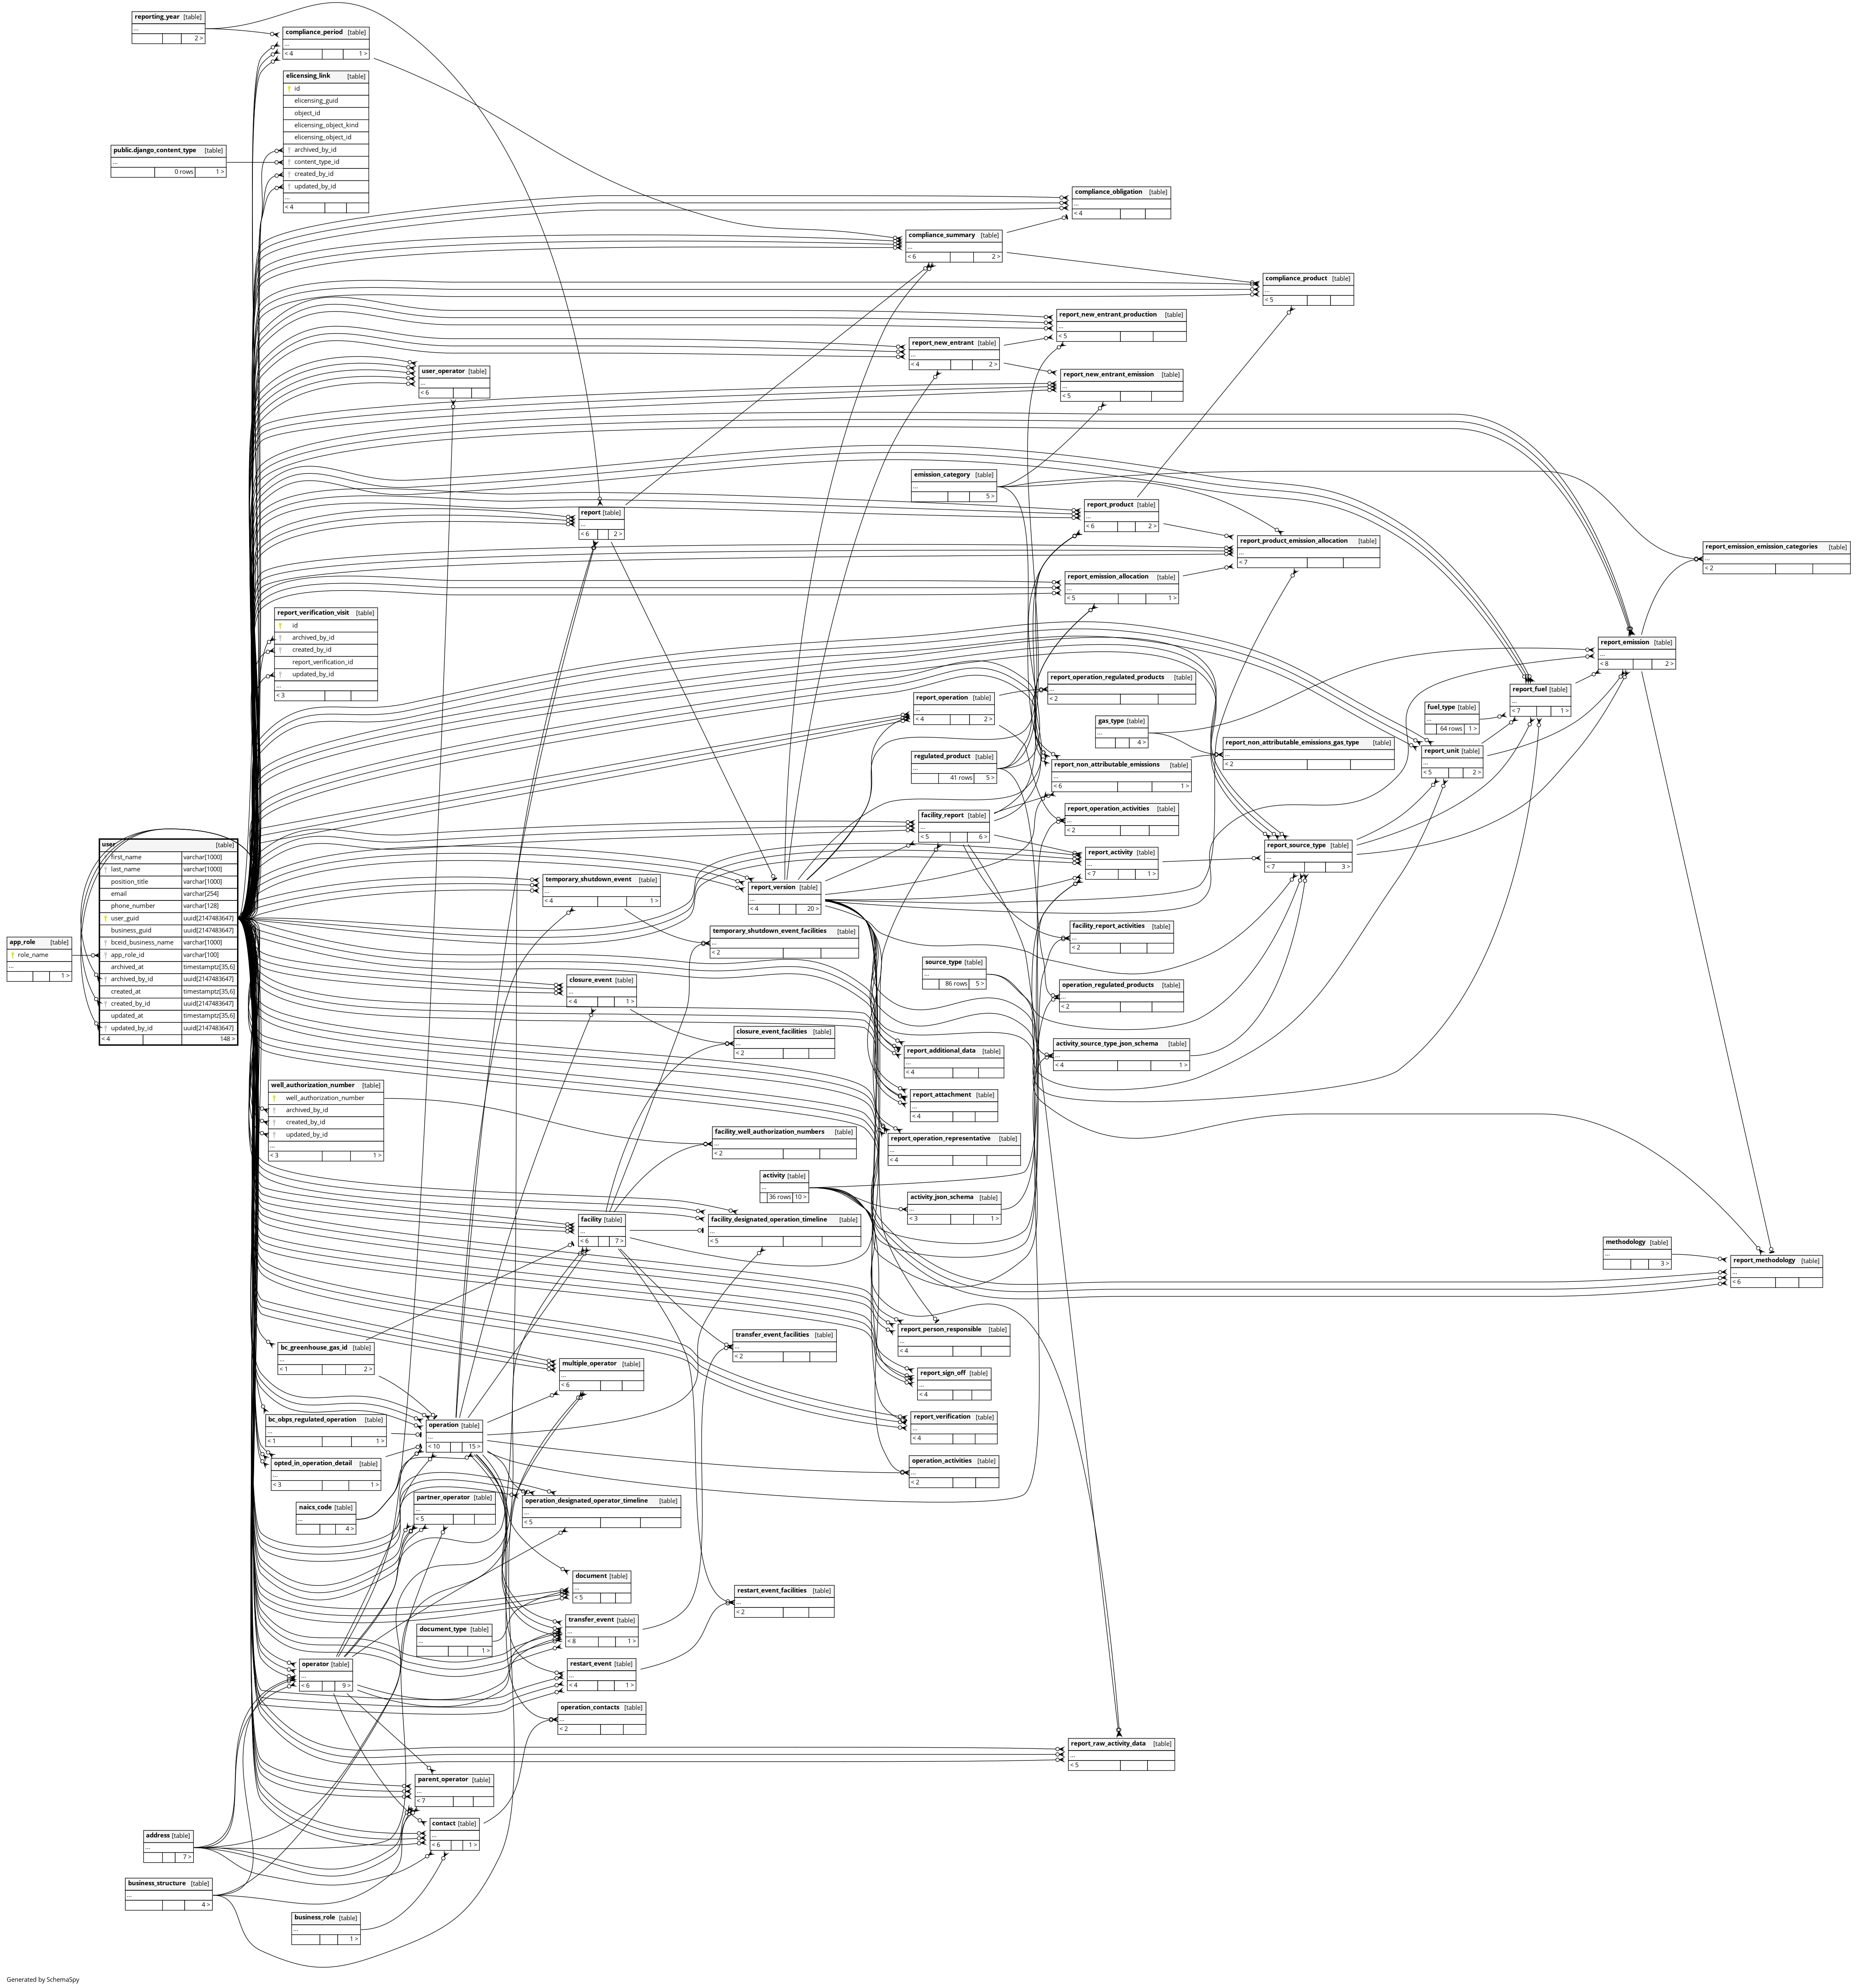 reporting_year [table]
...
2 >
compliance_period [table]
...
< 4 1 >
elicensing_link [table]
id
elicensing_guid
object_id
elicensing_object_kind
elicensing_object_id
archived_by_id
content_type_id
created_by_id
updated_by_id
...
< 4
public.django_content_type [table]
...
0 rows 1 >
compliance_obligation [table]
...
< 4
compliance_summary [table]
...
< 6 2 >
compliance_product [table]
...
< 5
report_new_entrant_production [table]
...
< 5
report_new_entrant [table]
...
< 4 2 >
user_operator [table]
...
< 6
report_new_entrant_emission [table]
...
< 5
emission_category [table]
...
5 >
report [table]
...
< 6 2 >
report_product [table]
...
< 6 2 >
report_product_emission_allocation [table]
...
< 7
report_emission_emission_categories [table]
...
< 2
report_emission_allocation [table]
...
< 5 1 >
report_verification_visit [table]
id
archived_by_id
created_by_id
report_verification_id
updated_by_id
...
< 3
report_emission [table]
...
< 8 2 >
report_operation_regulated_products [table]
...
< 2
report_operation [table]
...
< 4 2 >
report_fuel [table]
...
< 7 1 >
fuel_type [table]
...
64 rows 1 >
gas_type [table]
...
4 >
report_non_attributable_emissions_gas_type [table]
...
< 2
report_unit [table]
...
< 5 2 >
regulated_product [table]
...
41 rows 5 >
report_non_attributable_emissions [table]
...
< 6 1 >
report_operation_activities [table]
...
< 2
facility_report [table]
...
< 5 6 >
report_source_type [table]
...
< 7 3 >
report_activity [table]
...
< 7 1 >
user [table]
first_name varchar[1000]
last_name varchar[1000]
position_title varchar[1000]
email varchar[254]
phone_number varchar[128]
user_guid uuid[2147483647]
business_guid uuid[2147483647]
bceid_business_name varchar[1000]
app_role_id varchar[100]
archived_at timestamptz[35,6]
archived_by_id uuid[2147483647]
created_at timestamptz[35,6]
created_by_id uuid[2147483647]
updated_at timestamptz[35,6]
updated_by_id uuid[2147483647]
< 4 148 >
app_role [table]
role_name
...
1 >
temporary_shutdown_event [table]
...
< 4 1 >
report_version [table]
...
< 4 20 >
temporary_shutdown_event_facilities [table]
...
< 2
facility_report_activities [table]
...
< 2
source_type [table]
...
86 rows 5 >
closure_event [table]
...
< 4 1 >
operation_regulated_products [table]
...
< 2
closure_event_facilities [table]
...
< 2
activity_source_type_json_schema [table]
...
< 4 1 >
report_additional_data [table]
...
< 4
well_authorization_number [table]
well_authorization_number
archived_by_id
created_by_id
updated_by_id
...
< 3 1 >
report_attachment [table]
...
< 4
facility_well_authorization_numbers [table]
...
< 2
report_operation_representative [table]
...
< 4
activity [table]
...
36 rows 10 >
activity_json_schema [table]
...
< 3 1 >
facility [table]
...
< 6 7 >
facility_designated_operation_timeline [table]
...
< 5
methodology [table]
...
3 >
report_methodology [table]
...
< 6
report_person_responsible [table]
...
< 4
transfer_event_facilities [table]
...
< 2
bc_greenhouse_gas_id [table]
...
< 1 2 >
multiple_operator [table]
...
< 6
report_sign_off [table]
...
< 4
bc_obps_regulated_operation [table]
...
< 1 1 >
operation [table]
...
< 10 15 >
report_verification [table]
...
< 4
opted_in_operation_detail [table]
...
< 3 1 >
operation_activities [table]
...
< 2
naics_code [table]
...
4 >
partner_operator [table]
...
< 5
operation_designated_operator_timeline [table]
...
< 5
document [table]
...
< 5
restart_event_facilities [table]
...
< 2
document_type [table]
...
1 >
transfer_event [table]
...
< 8 1 >
operator [table]
...
< 6 9 >
restart_event [table]
...
< 4 1 >
operation_contacts [table]
...
< 2
report_raw_activity_data [table]
...
< 5
parent_operator [table]
...
< 7
contact [table]
...
< 6 1 >
address [table]
...
7 >
business_structure [table]
...
4 >
business_role [table]
...
1 >
Generated by SchemaSpy